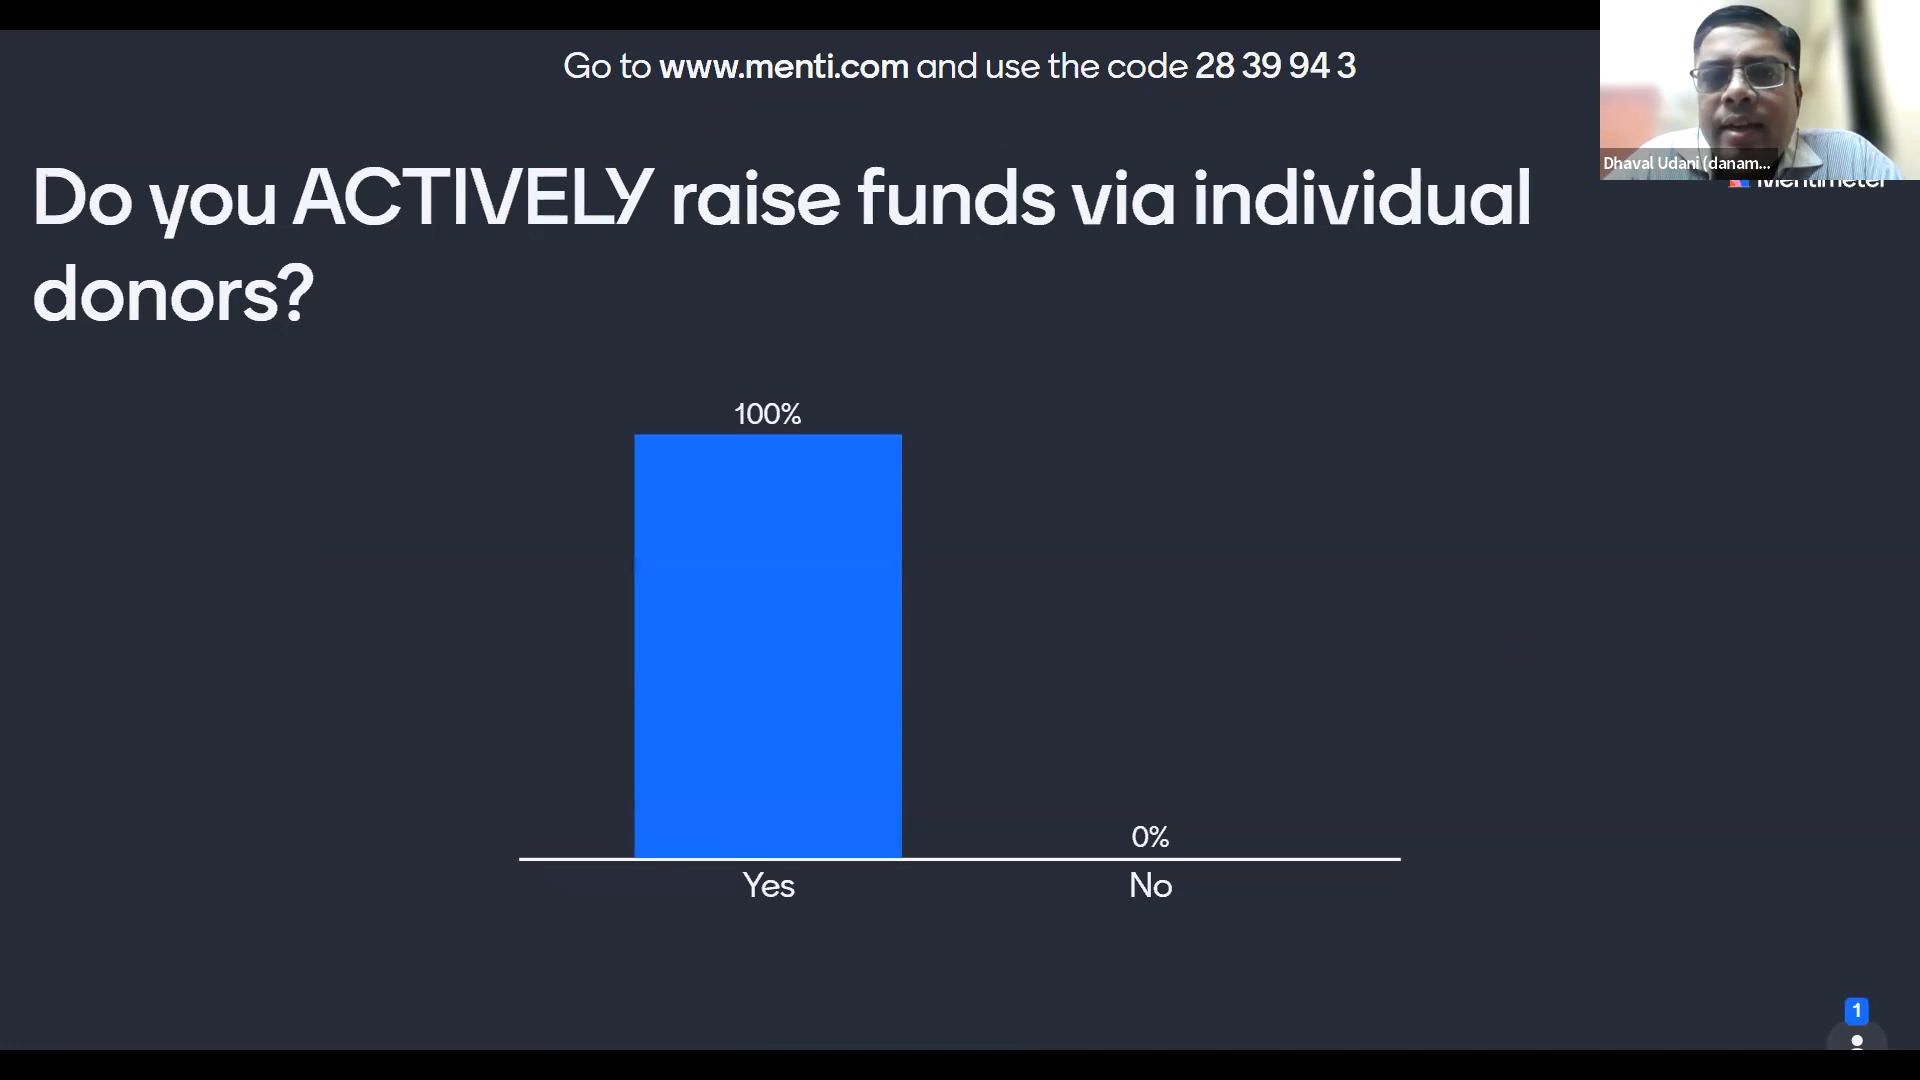 Go to www.menti.com and use the code 28 39 94 3
Dhaval Udani (danam...
Mentimeter
Do you ACTIVELY raise funds via individual
donors?
100%
0%
Yes
No
1